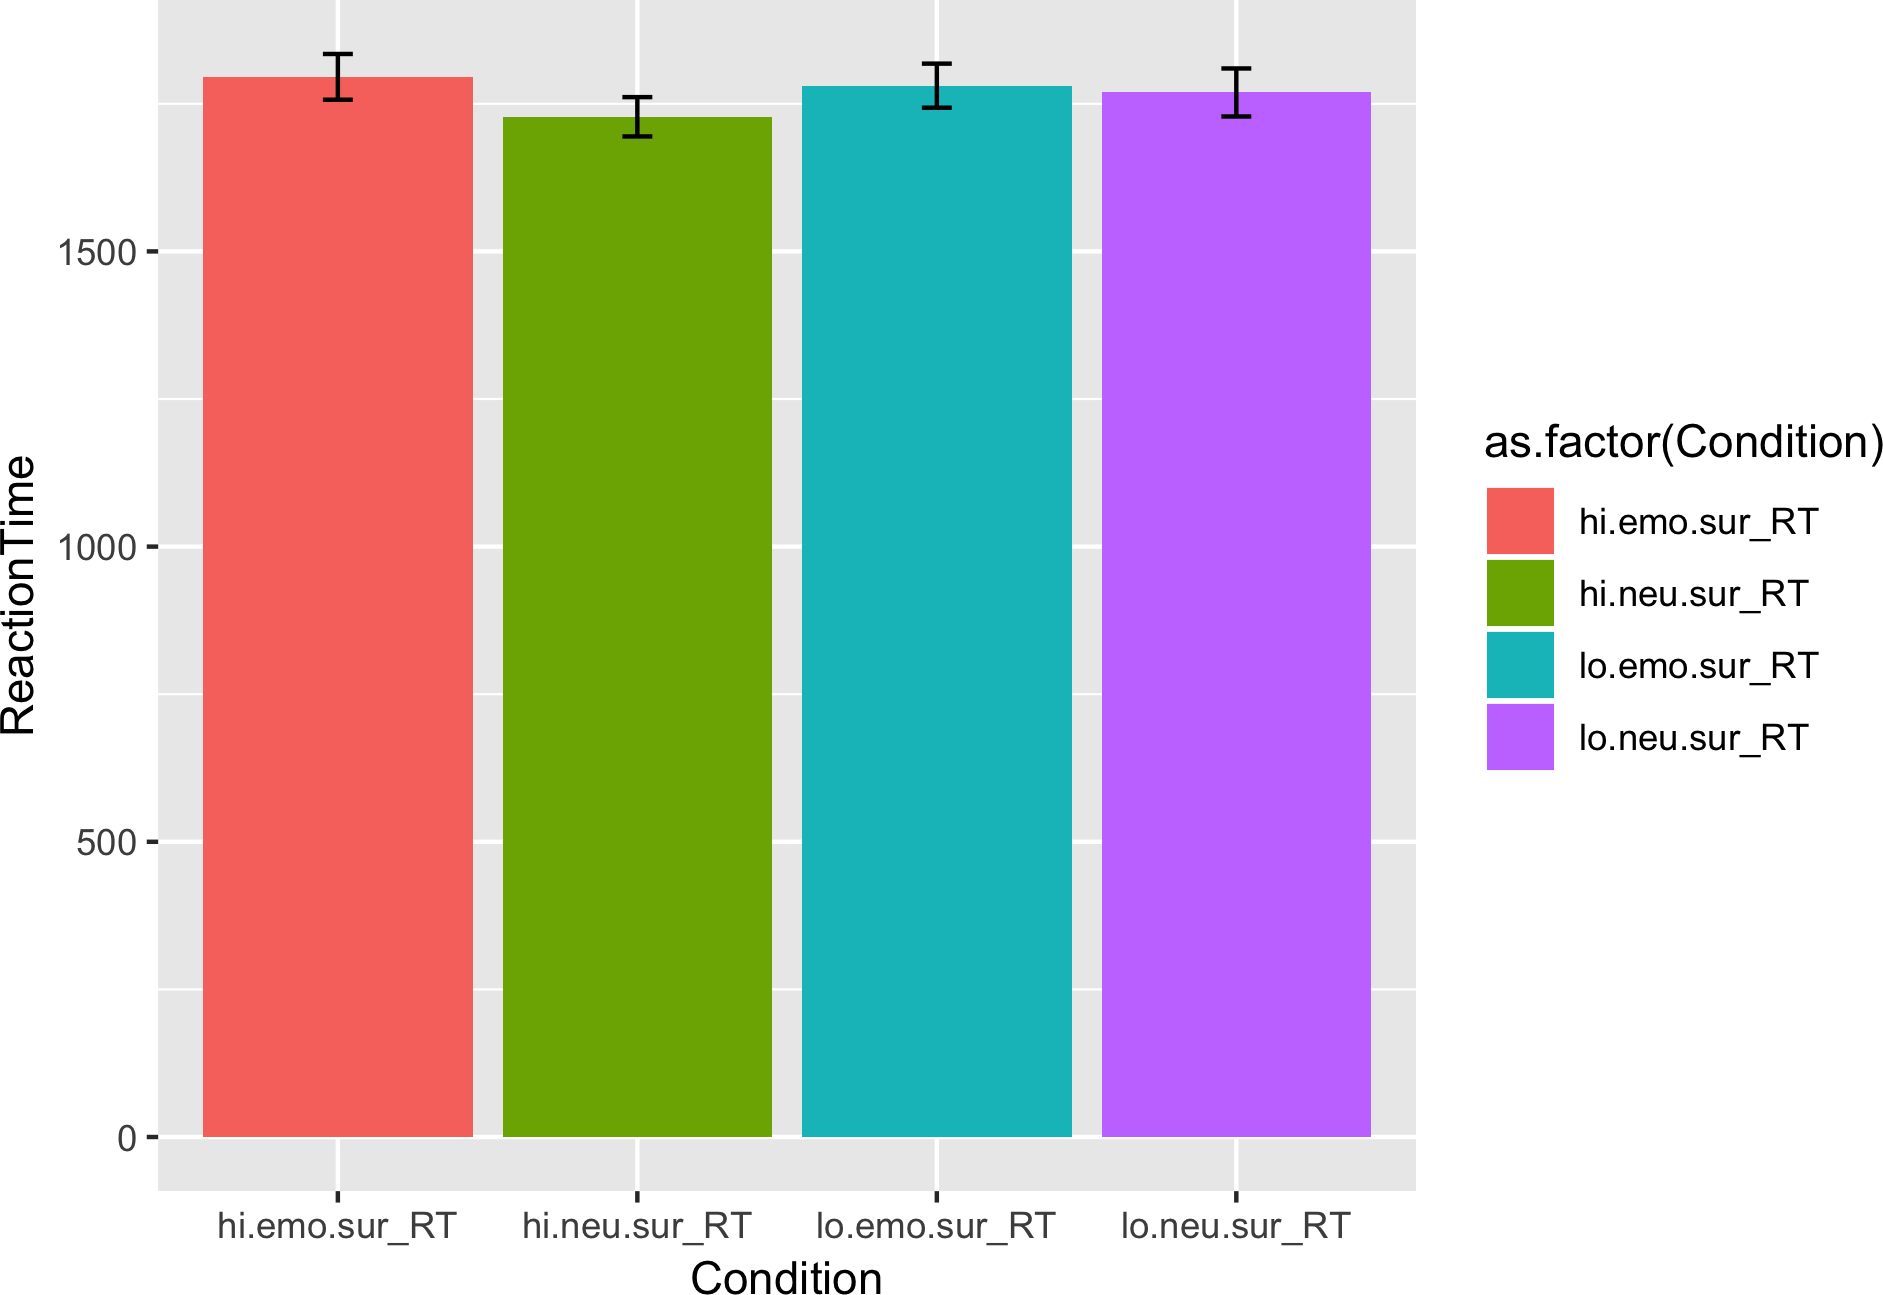 ReactionTime
1500
1000
500
0
hi.emo.sur_RT
hi.neu.sur_RT
lo.emo.sur_RT
lo.neu.sur_RT
Condition
as.factor(Condition)
hi.emo.sur_RT
hi.neu.sur_RT
lo.emo.sur_RT
lo.neu.sur_RT